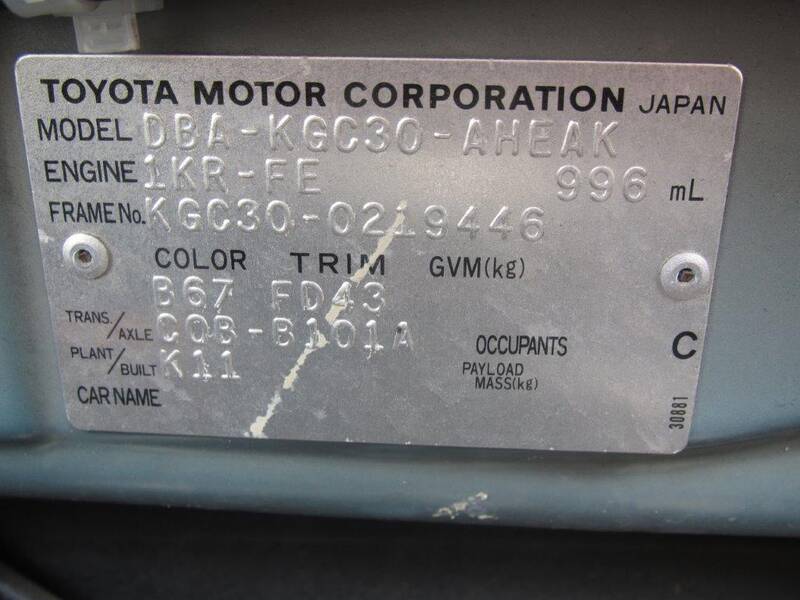 TOYOTA MOTOR CORPORATION JAPAN
MODEL DBA-KGC30-AHEAK
ENGINE 1KR-FE 996 mL
FRAME No. KGC30-0219446
COLOR TRIM GVM(kg)
B67 FD43
TRANS./AXLE CQB-B101A OCCUPANTS C
PLANT/BUILT K11 PAYLOAD MASS(kg)
CAR NAME
30881